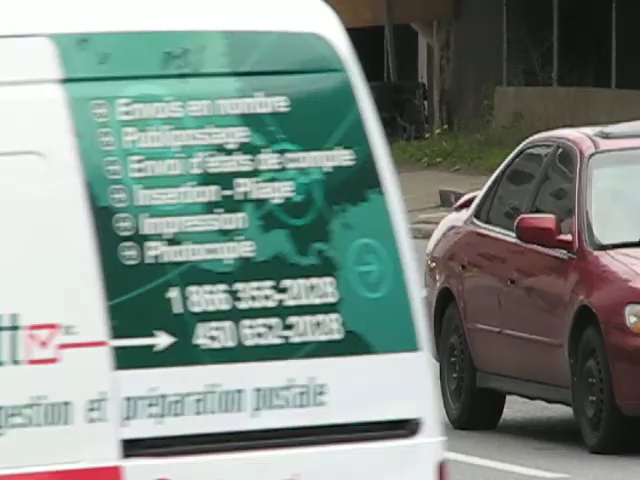 Envois en nombre
Publipostage
Envoi d'états de compte
Insertion - Pliage
Impression
Photocopie
1 866 355-2028
450 652-2028
gestion et préparation postale